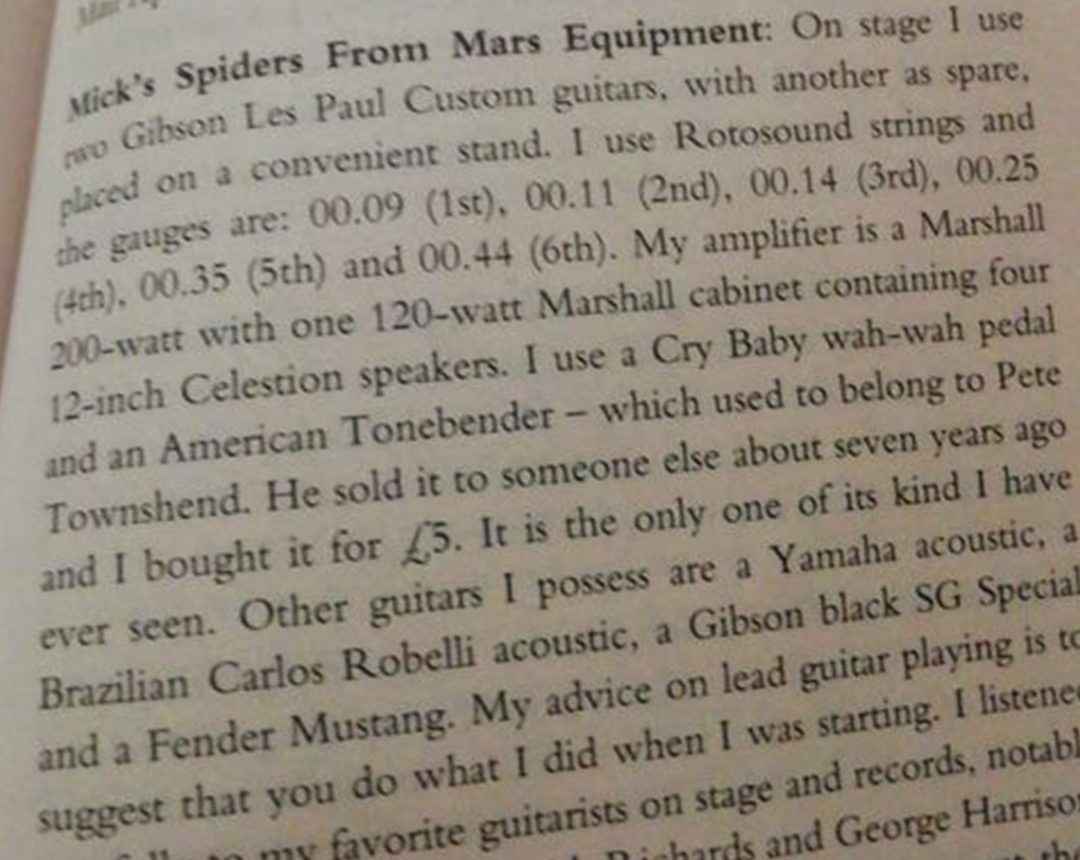 Mick's Spiders From Mars Equipment: On stage I use
two Gibson Les Paul Custom guitars, with another as spare,
placed on a convenient stand. I use Rotosound strings and
the gauges are: 00.09 (1st), 00.11 (2nd), 00.14 (3rd), 00.25
(4th), 00.35 (5th) and 00.44 (6th). My amplifier is a Marshall
200-watt with one 120-watt Marshall cabinet containing four
12-inch Celestion speakers. I use a Cry Baby wah-wah pedal
and an American Tonebender – which used to belong to Pete
Townshend. He sold it to someone else about seven years ago
and I bought it for £5. It is the only one of its kind I have
ever seen. Other guitars I possess are a Yamaha acoustic, a
Brazilian Carlos Robelli acoustic, a Gibson black SG Special
and a Fender Mustang. My advice on lead guitar playing is to
suggest that you do what I did when I was starting. I listened
to my favorite guitarists on stage and records, notably
Richards and George Harrison